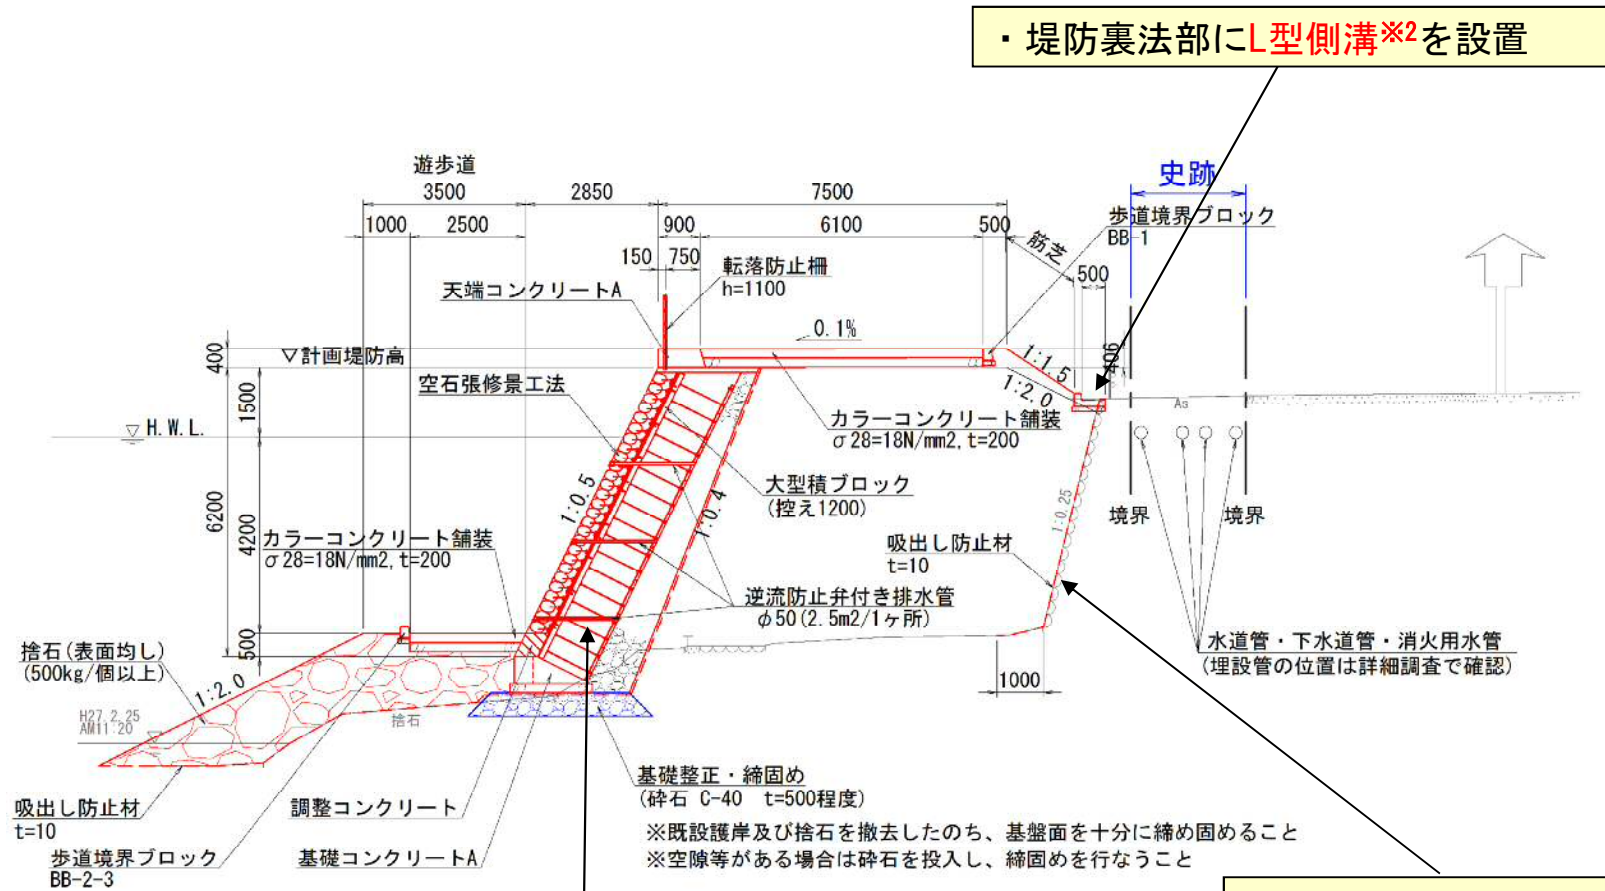 ・堤防裏法部にL型側溝※2を設置
遊歩道
3500
2850
7500
1000
2500
900
6100
500
150
750
転落防止柵
h=1100
天端コンクリートA
0.1%
筋芝
500
歩道境界ブロック
BB-1
史跡
400
▽計画堤防高
1500
空石張修景工法
▽H.W.L.
カラーコンクリート舗装
σ28=18N/mm2, t=200
1:1.5
1:2.0
406
As
大型積ブロック
(控え1200)
1:0.5
1:0.4
1:0.25
境界
境界
6200
4200
カラーコンクリート舗装
σ28=18N/mm2, t=200
吸出し防止材
t=10
逆流防止弁付き排水管
φ50(2.5m2/1ヶ所)
500
捨石(表面均し)
(500kg/個以上)
1:2.0
水道管・下水道管・消火用水管
(埋設管の位置は詳細調査で確認)
1000
H27.2.25
AM11:20
捨石
吸出し防止材
t=10
調整コンクリート
基礎整正・締固め
(砕石 C-40 t=500程度)
歩道境界ブロック
BB-2-3
基礎コンクリートA
※既設護岸及び捨石を撤去したのち、基盤面を十分に締め固めること
※空隙等がある場合は砕石を投入し、締固めを行なうこと